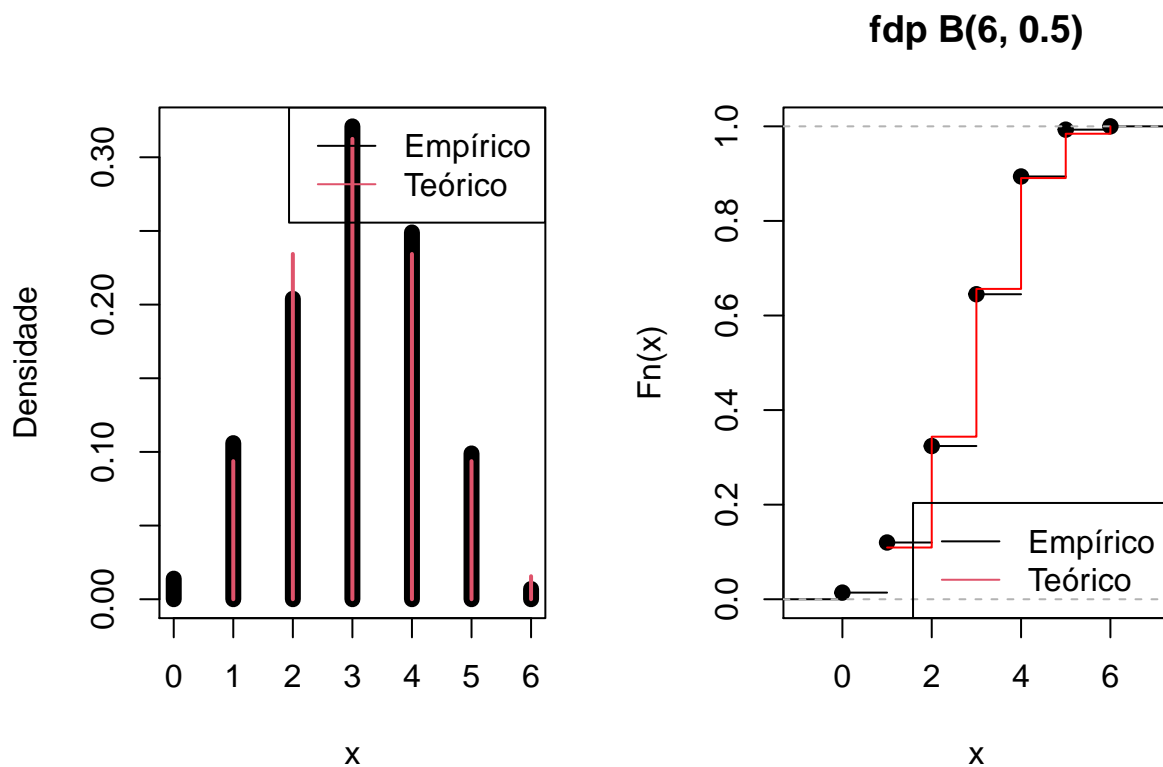 fdp B(6, 0.5)
Densidade
0.00
0.10
0.20
0.30
Empírico
Teórico
0 1 2 3 4 5 6
x
Fn(x)
0.0
0.2
0.4
0.6
0.8
1.0
Empírico
Teórico
0 2 4 6
x